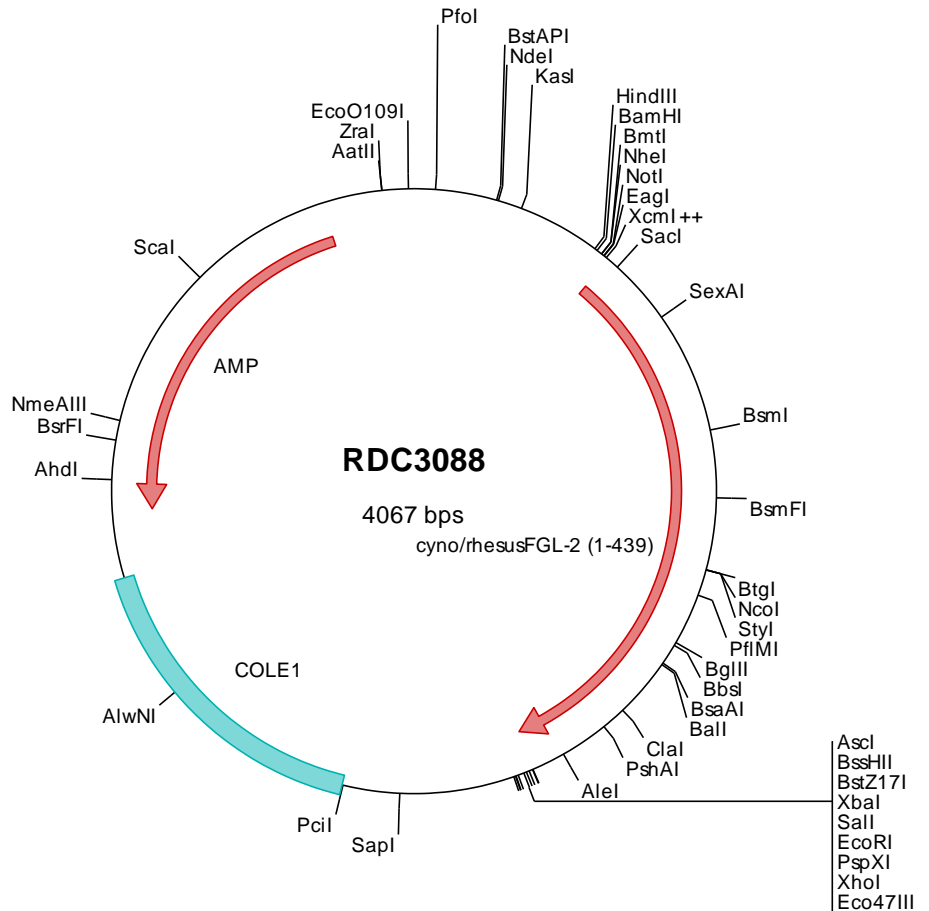 PfoI
BstAPI
NdeI
KasI
EcoO109I
ZraI
AatII
HindIII
BamHI
BmtI
NheI
NotI
EagI
XcmI ++
SacI
ScaI
SexAI
AMP
NmeAIII
BsrFI
AhdI
BsmI
RDC3088
4067 bps
BsmFI
cyno/rhesusFGL-2 (1-439)
BtgI
NcoI
StyI
PflMI
BglII
BbsI
BsaAI
BalI
COLE1
AlwNI
ClaI
PshAI
AleI
PciI
SapI
AscI
BssHII
BstZ17I
XbaI
SalI
EcoRI
PspXI
XhoI
Eco47III